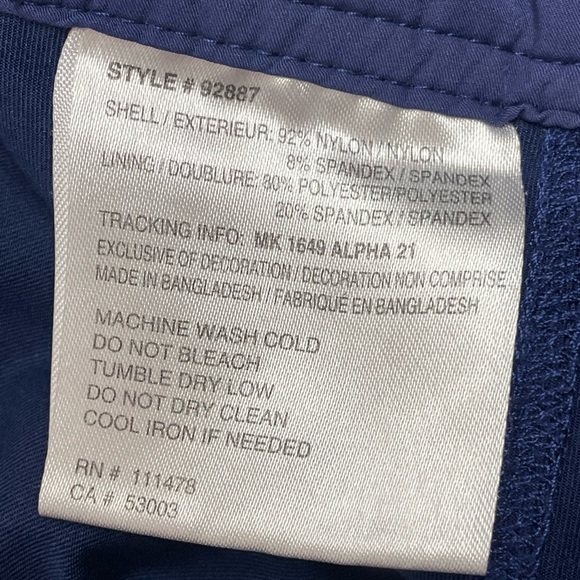 STYLE # 92887
SHELL / EXTERIEUR: 92% NYLON / NYLON
8% SPANDEX / SPANDEX
LINING / DOUBLURE: 80% POLYESTER/POLYESTER
20% SPANDEX / SPANDEX
TRACKING INFO: MK 1649 ALPHA 21
EXCLUSIVE OF DECORATION / DECORATION NON COMPRISE
MADE IN BANGLADESH / FABRIQUÉ EN BANGLADESH
MACHINE WASH COLD
DO NOT BLEACH
TUMBLE DRY LOW
DO NOT DRY CLEAN
COOL IRON IF NEEDED
RN # 111478
CA # 53003